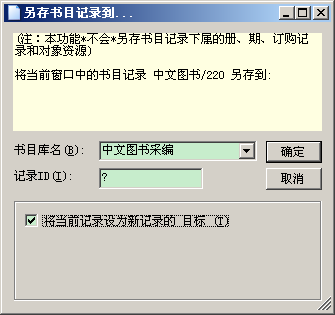 另存书目记录到...
(注：本功能*不会*另存书目记录下属的册、期、订购记
录和对象资源)
将当前窗口中的书目记录 中文图书/220 另存到:
书目库名(B):
中文图书采编
确定
记录ID(I):
?
取消
将当前记录设为新记录的 目标 (T)